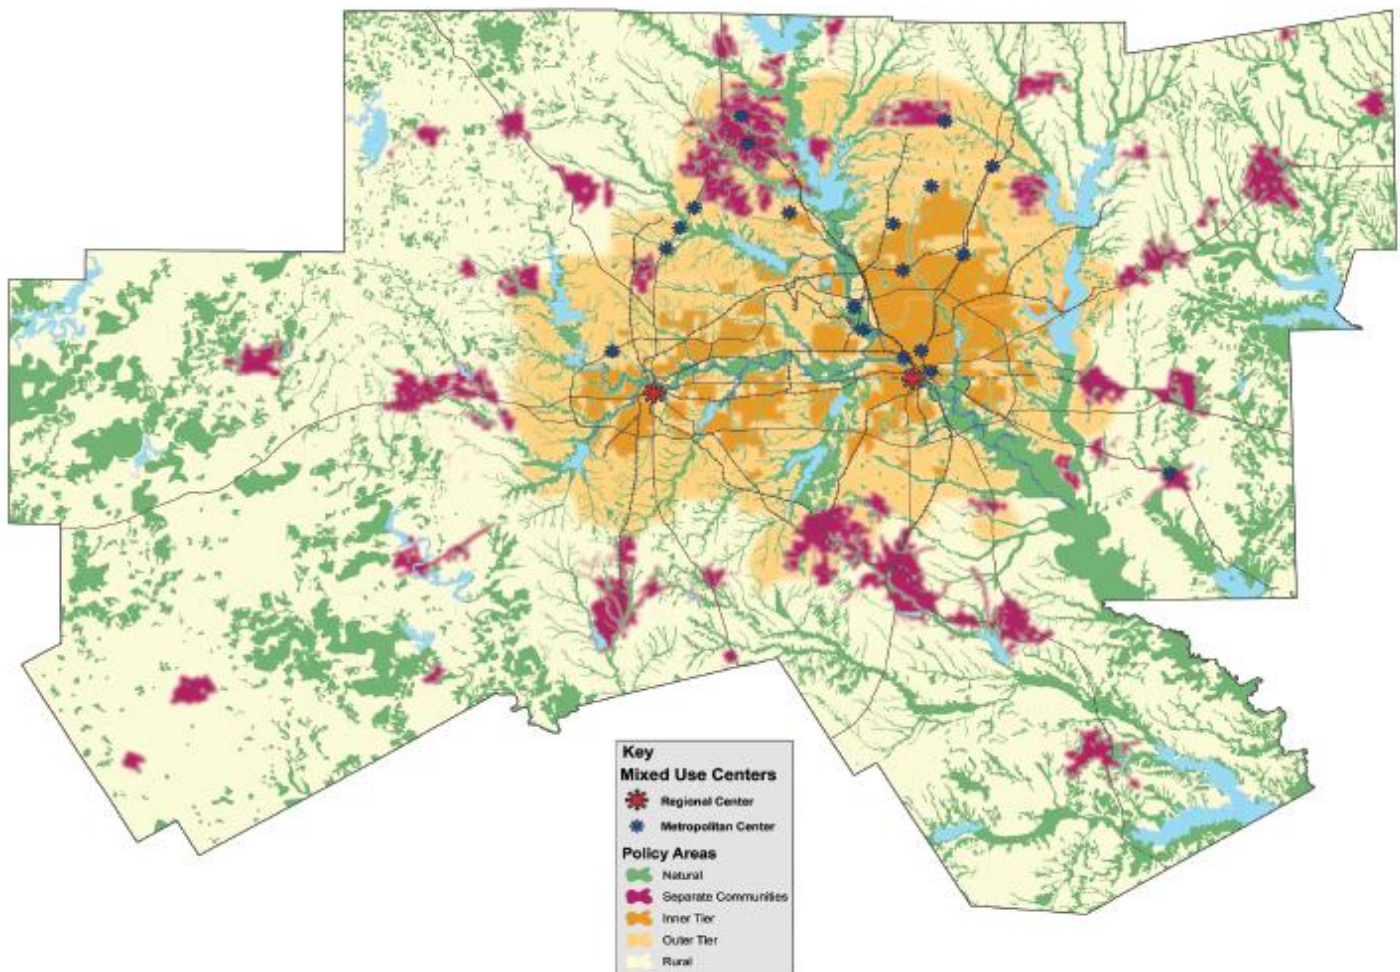 Key
Mixed Use Centers
Regional Center
Metropolitan Center
Policy Areas
Natural
Separate Communities
Inner Tier
Outer Tier
Rural